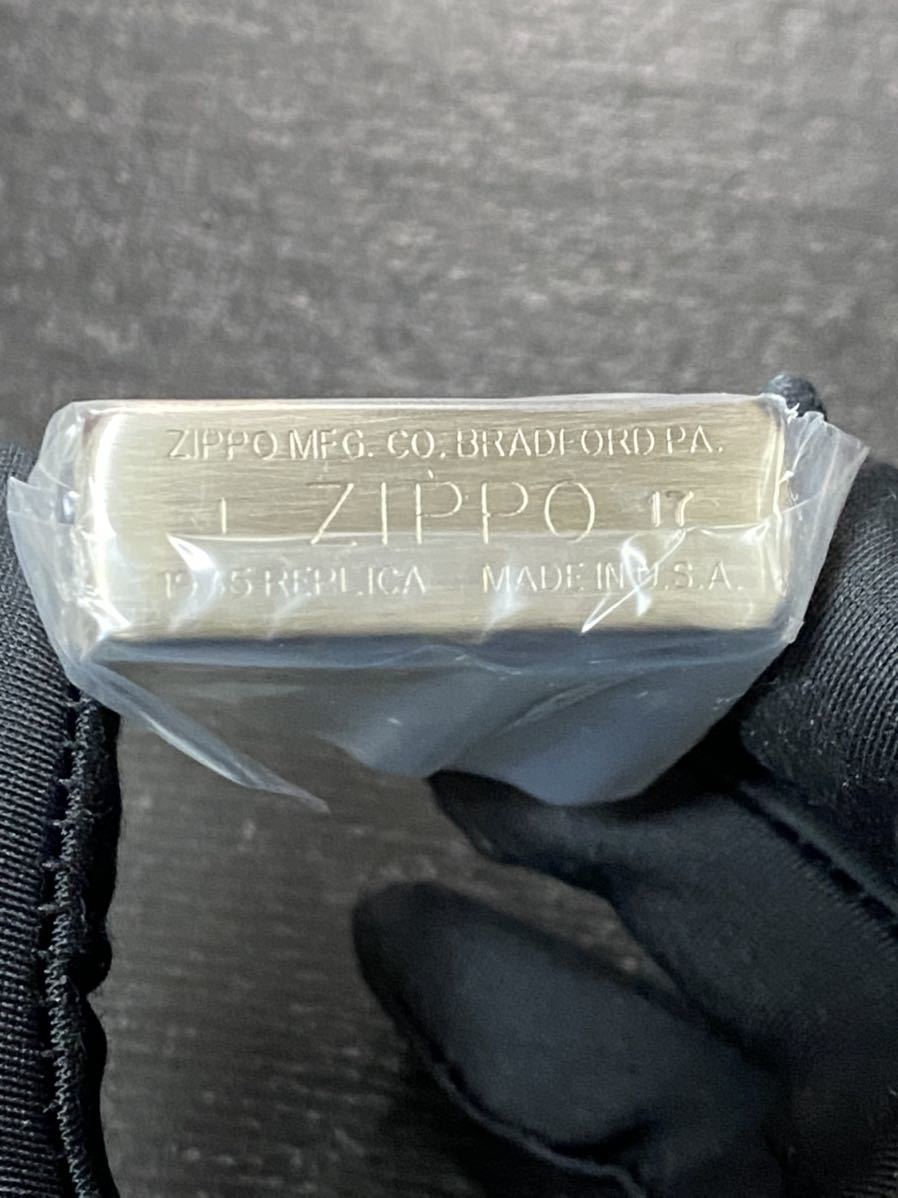 ZIPPO MFG. CO. BRADFORD PA.
I ZIPPO 17
REPLICA MADE IN U.S.A.